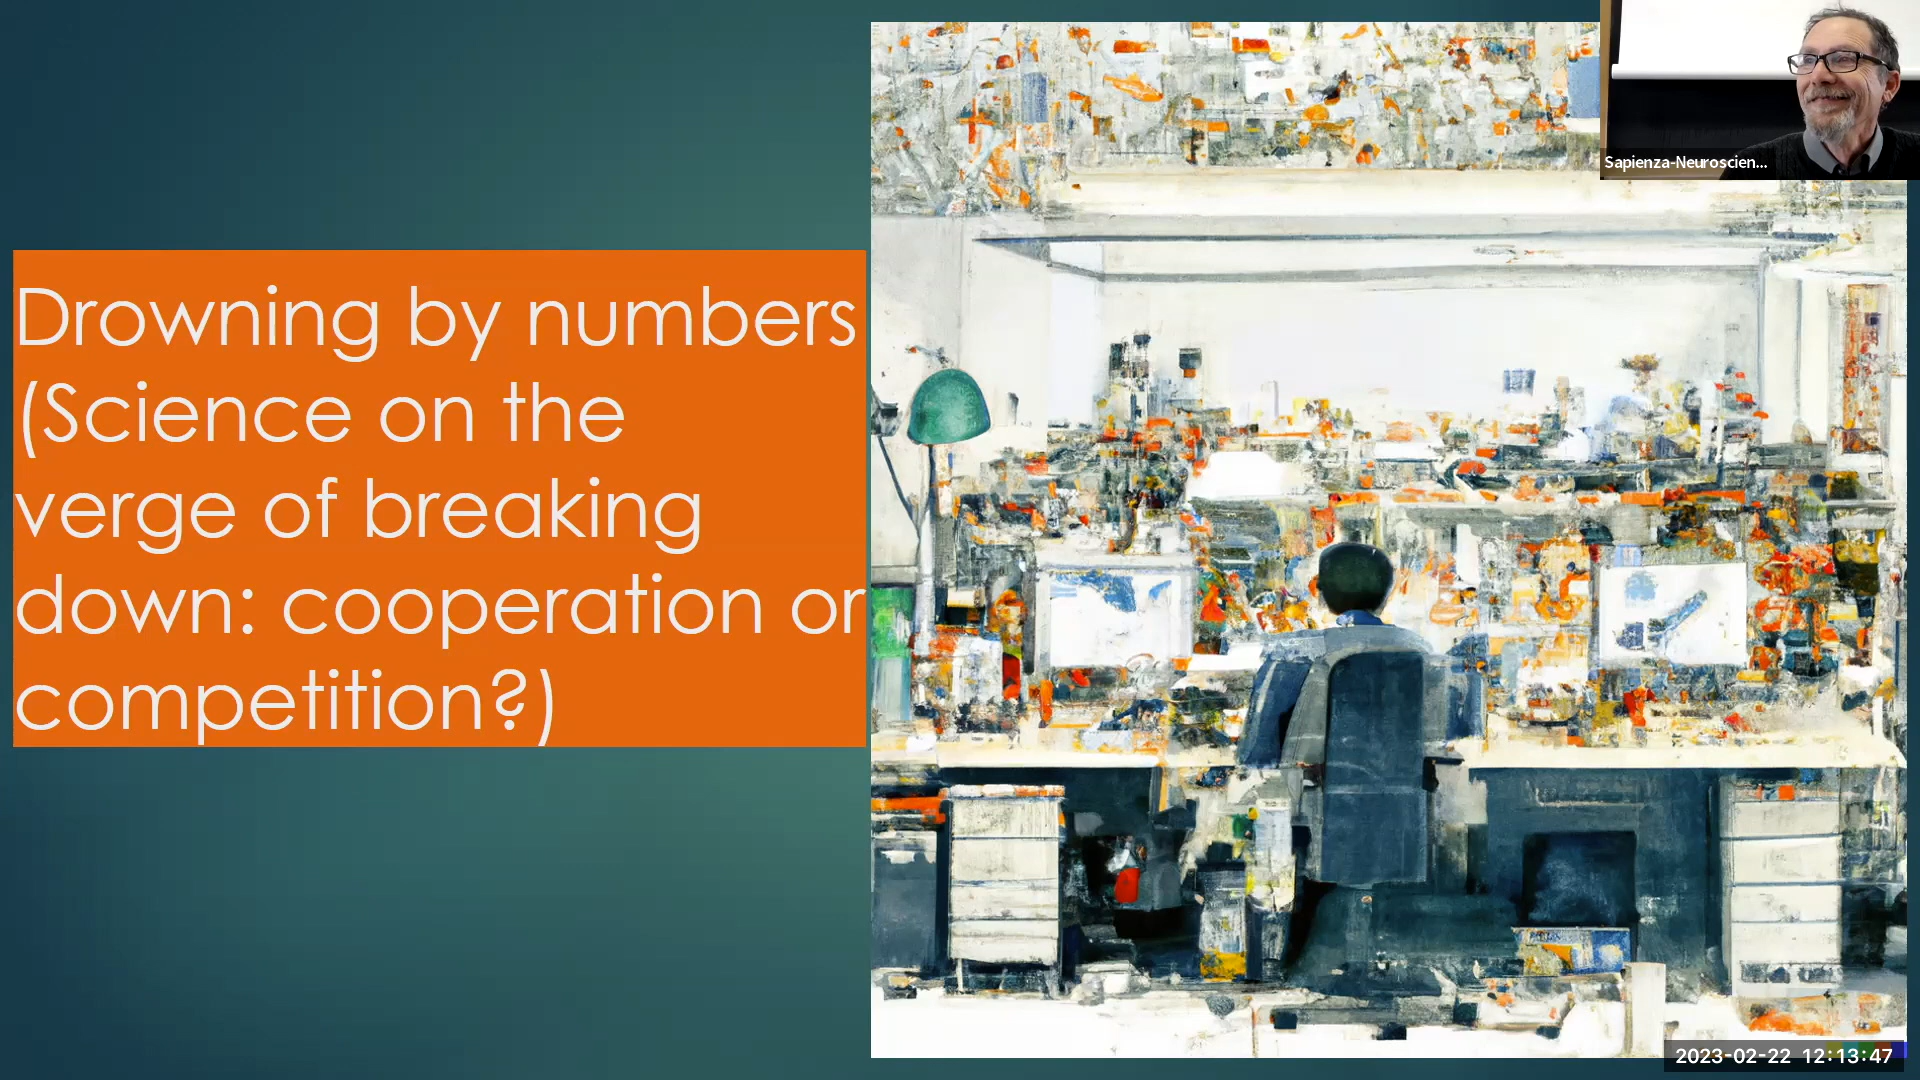 Drowning by numbers
(Science on the
verge of breaking
down: cooperation or
competition?)
Sapienza-Neuroscien...
2023-02-22 12:13:47